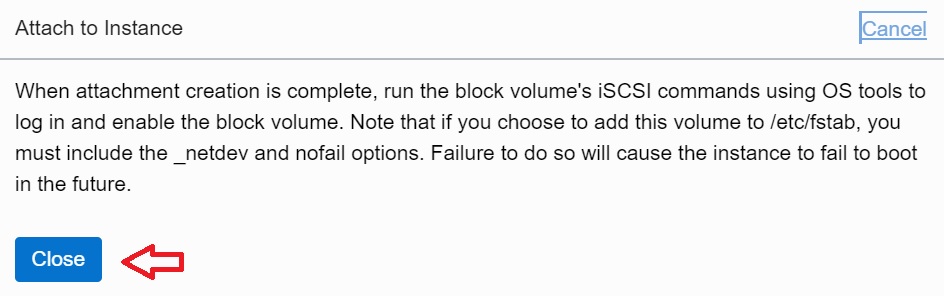 Attach to Instance
Cancel
When attachment creation is complete, run the block volume's iSCSI commands using OS tools to
log in and enable the block volume. Note that if you choose to add this volume to /etc/fstab, you
must include the _netdev and nofail options. Failure to do so will cause the instance to fail to boot
in the future.
Close